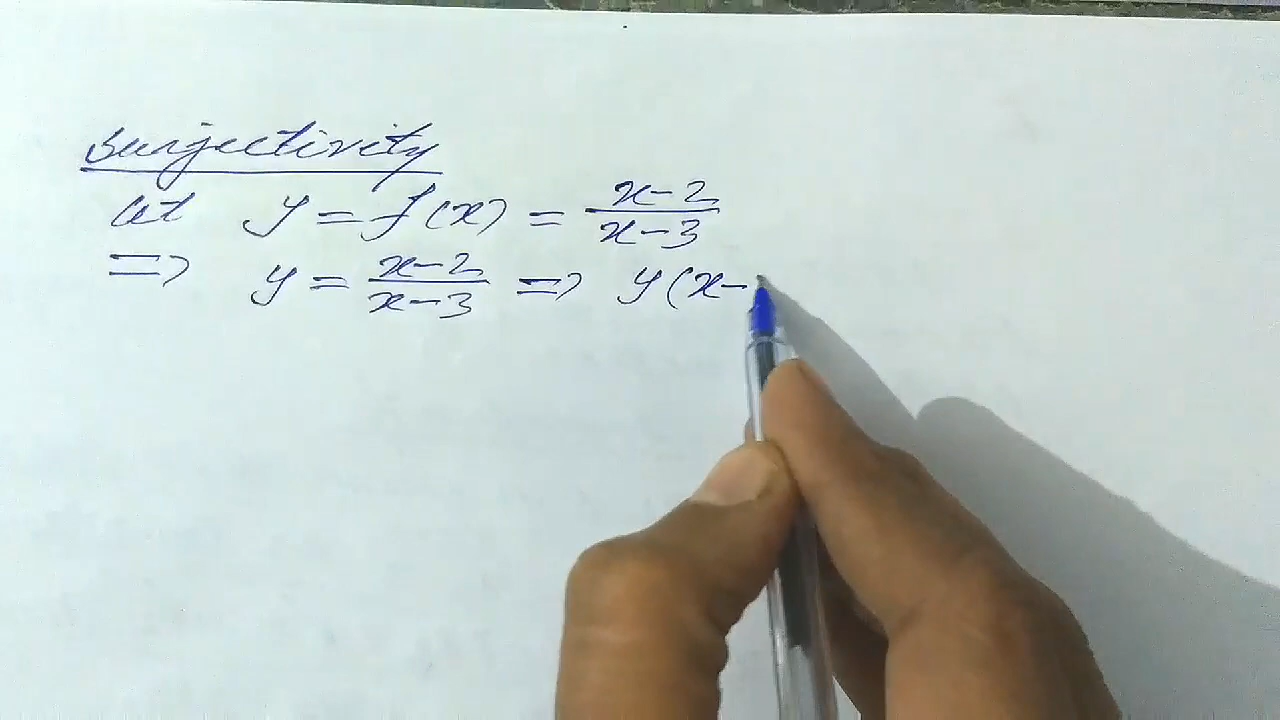 Surjectivity
Let y = f(x) = x-2/x-3
=> y = x-2/x-3 => y(x-